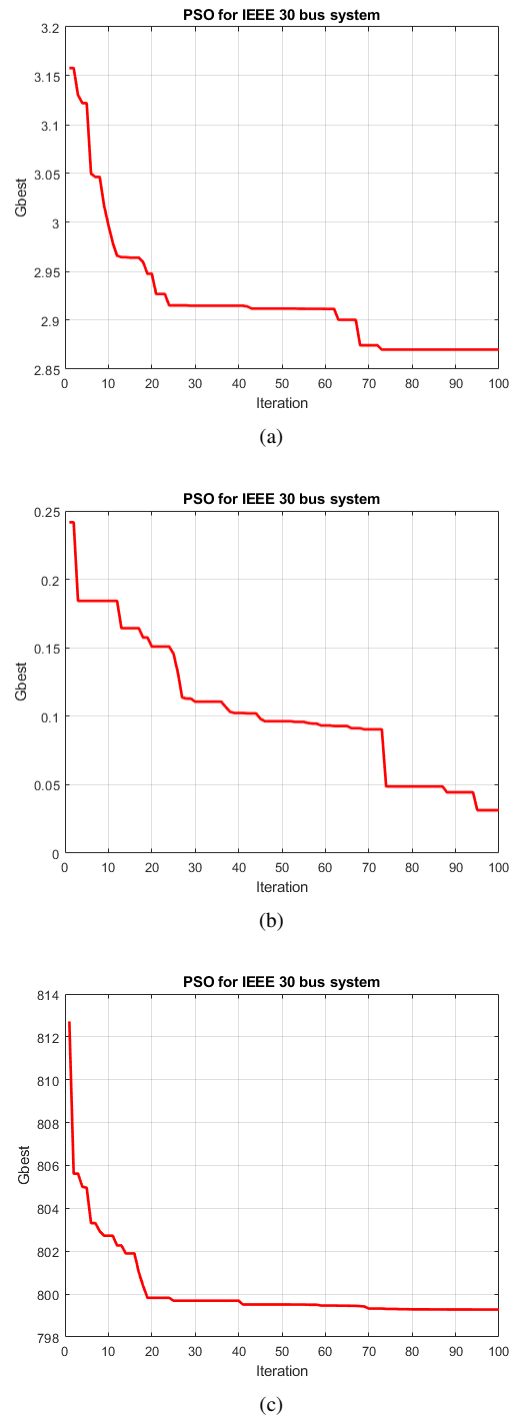 PSO for IEEE 30 bus system
3.2
3.15
3.1
3.05
3
2.95
2.9
2.85
Gbest
0 10 20 30 40 50 60 70 80 90 100
Iteration
(a)
PSO for IEEE 30 bus system
0.25
0.2
0.15
0.1
0.05
0
Gbest
0 10 20 30 40 50 60 70 80 90 100
Iteration
(b)
PSO for IEEE 30 bus system
814
812
810
808
806
804
802
800
798
Gbest
0 10 20 30 40 50 60 70 80 90 100
Iteration
(c)